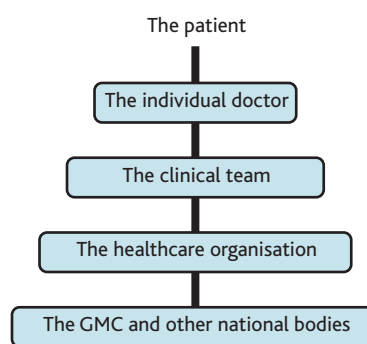 The patient
The individual doctor
The clinical team
The healthcare organisation
The GMC and other national bodies